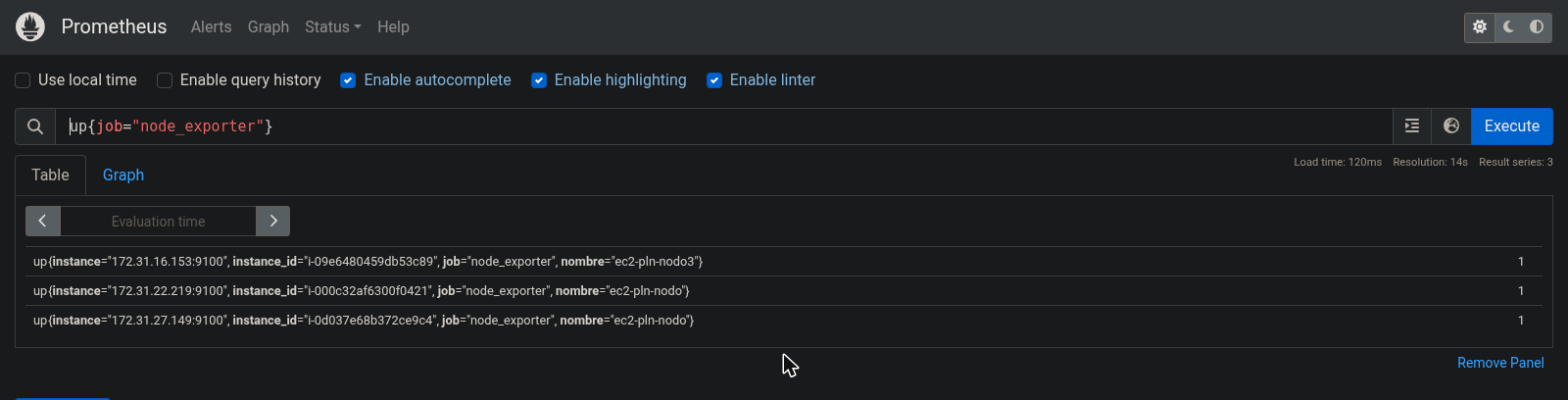 Prometheus Alerts Graph Status Help
Use local time Enable query history Enable autocomplete Enable highlighting Enable linter
up{job="node_exporter"} Execute
Load time: 120ms Resolution: 14s Result series: 3
Table Graph
Evaluation time
up{instance="172.31.16.153:9100", instance_id="i-09e6480459db53c89", job="node_exporter", nombre="ec2-pln-nodo3"} 1
up{instance="172.31.22.219:9100", instance_id="i-000c32af6300f0421", job="node_exporter", nombre="ec2-pln-nodo"} 1
up{instance="172.31.27.149:9100", instance_id="i-0d037e68b372ce9c4", job="node_exporter", nombre="ec2-pln-nodo"} 1
Remove Panel